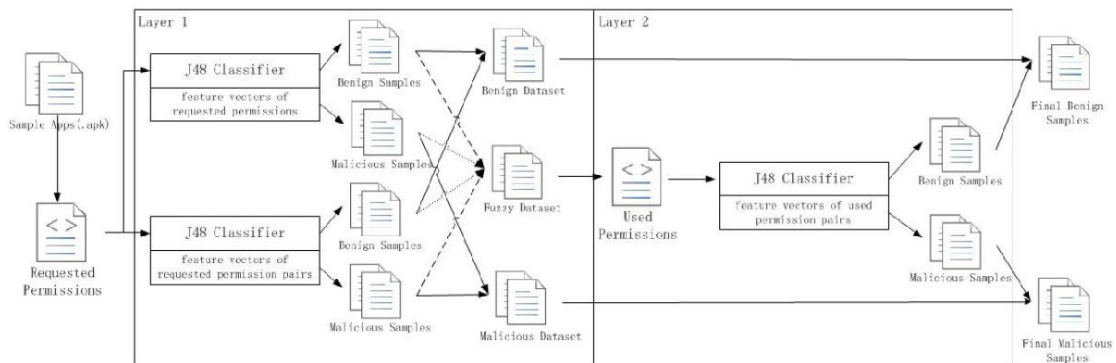 Layer 1
Layer 2
Sample Apps(.apk)
< >
Requested
Permissions
J48 Classifier
feature vectors of
requested permissions
J48 Classifier
feature vectors of
requested permission pairs
Benign Samples
Malicious Samples
Benign Samples
Malicious Samples
Benign Dataset
Fuzzy Dataset
Malicious Dataset
< >
Used
Permissions
J48 Classifier
feature vectors of used
permission pairs
Benign Samples
Malicious Samples
Final Benign
Samples
Final Malicious
Samples